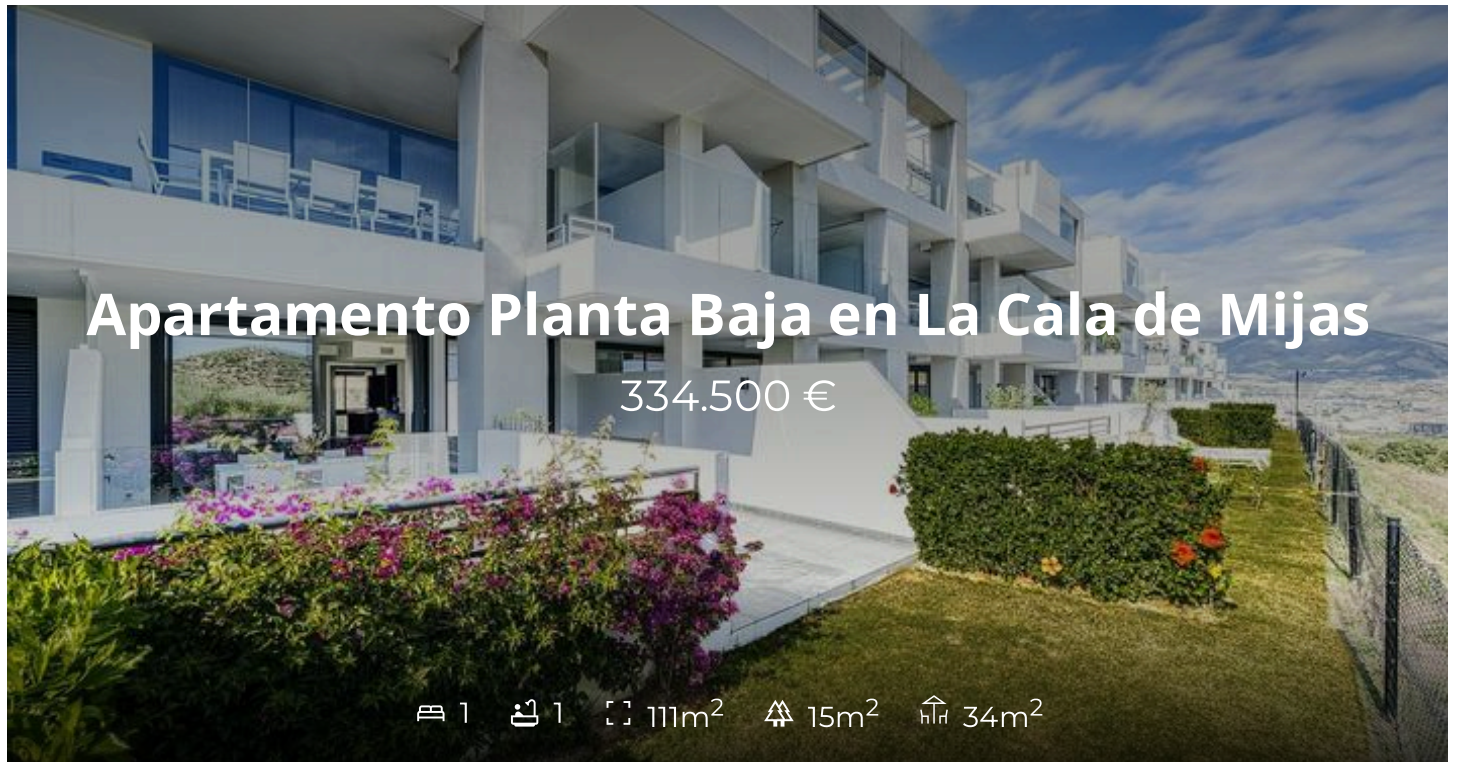 Apartamento Planta Baja en La Cala de Mijas
334.500 €
1 1 111m² 15m² 34m²